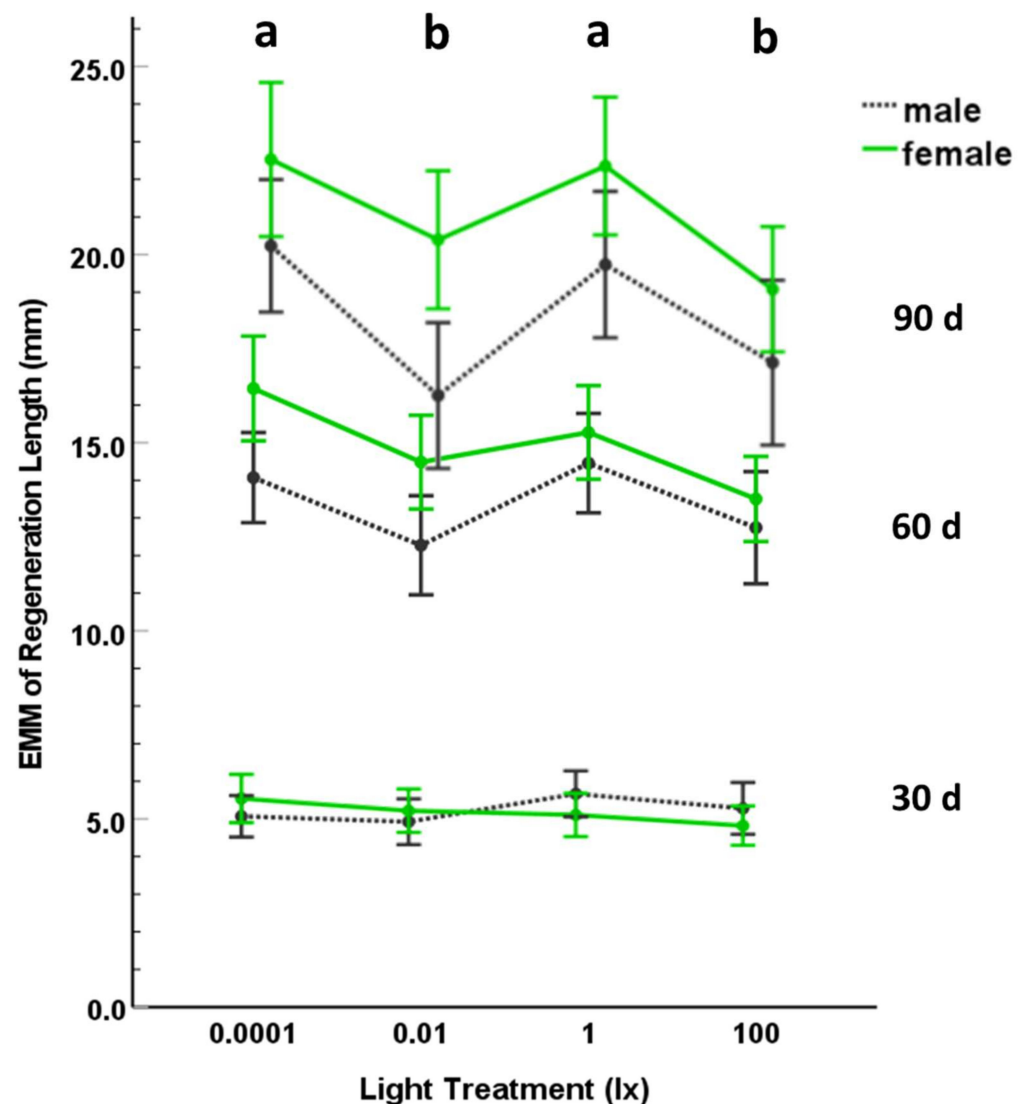 a b a b
25.0
20.0
15.0
10.0
5.0
0.0
EMM of Regeneration Length (mm)
male
female
90 d
60 d
30 d
0.0001 0.01 1 100
Light Treatment (lx)